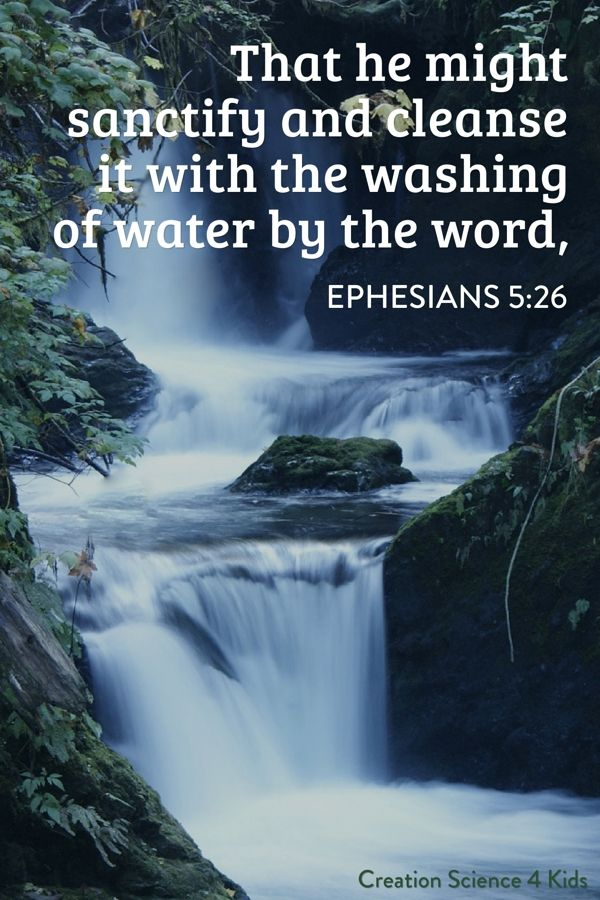 That he might
sanctify and cleanse
it with the washing
of water by the word,
EPHESIANS 5:26
Creation Science 4 Kids